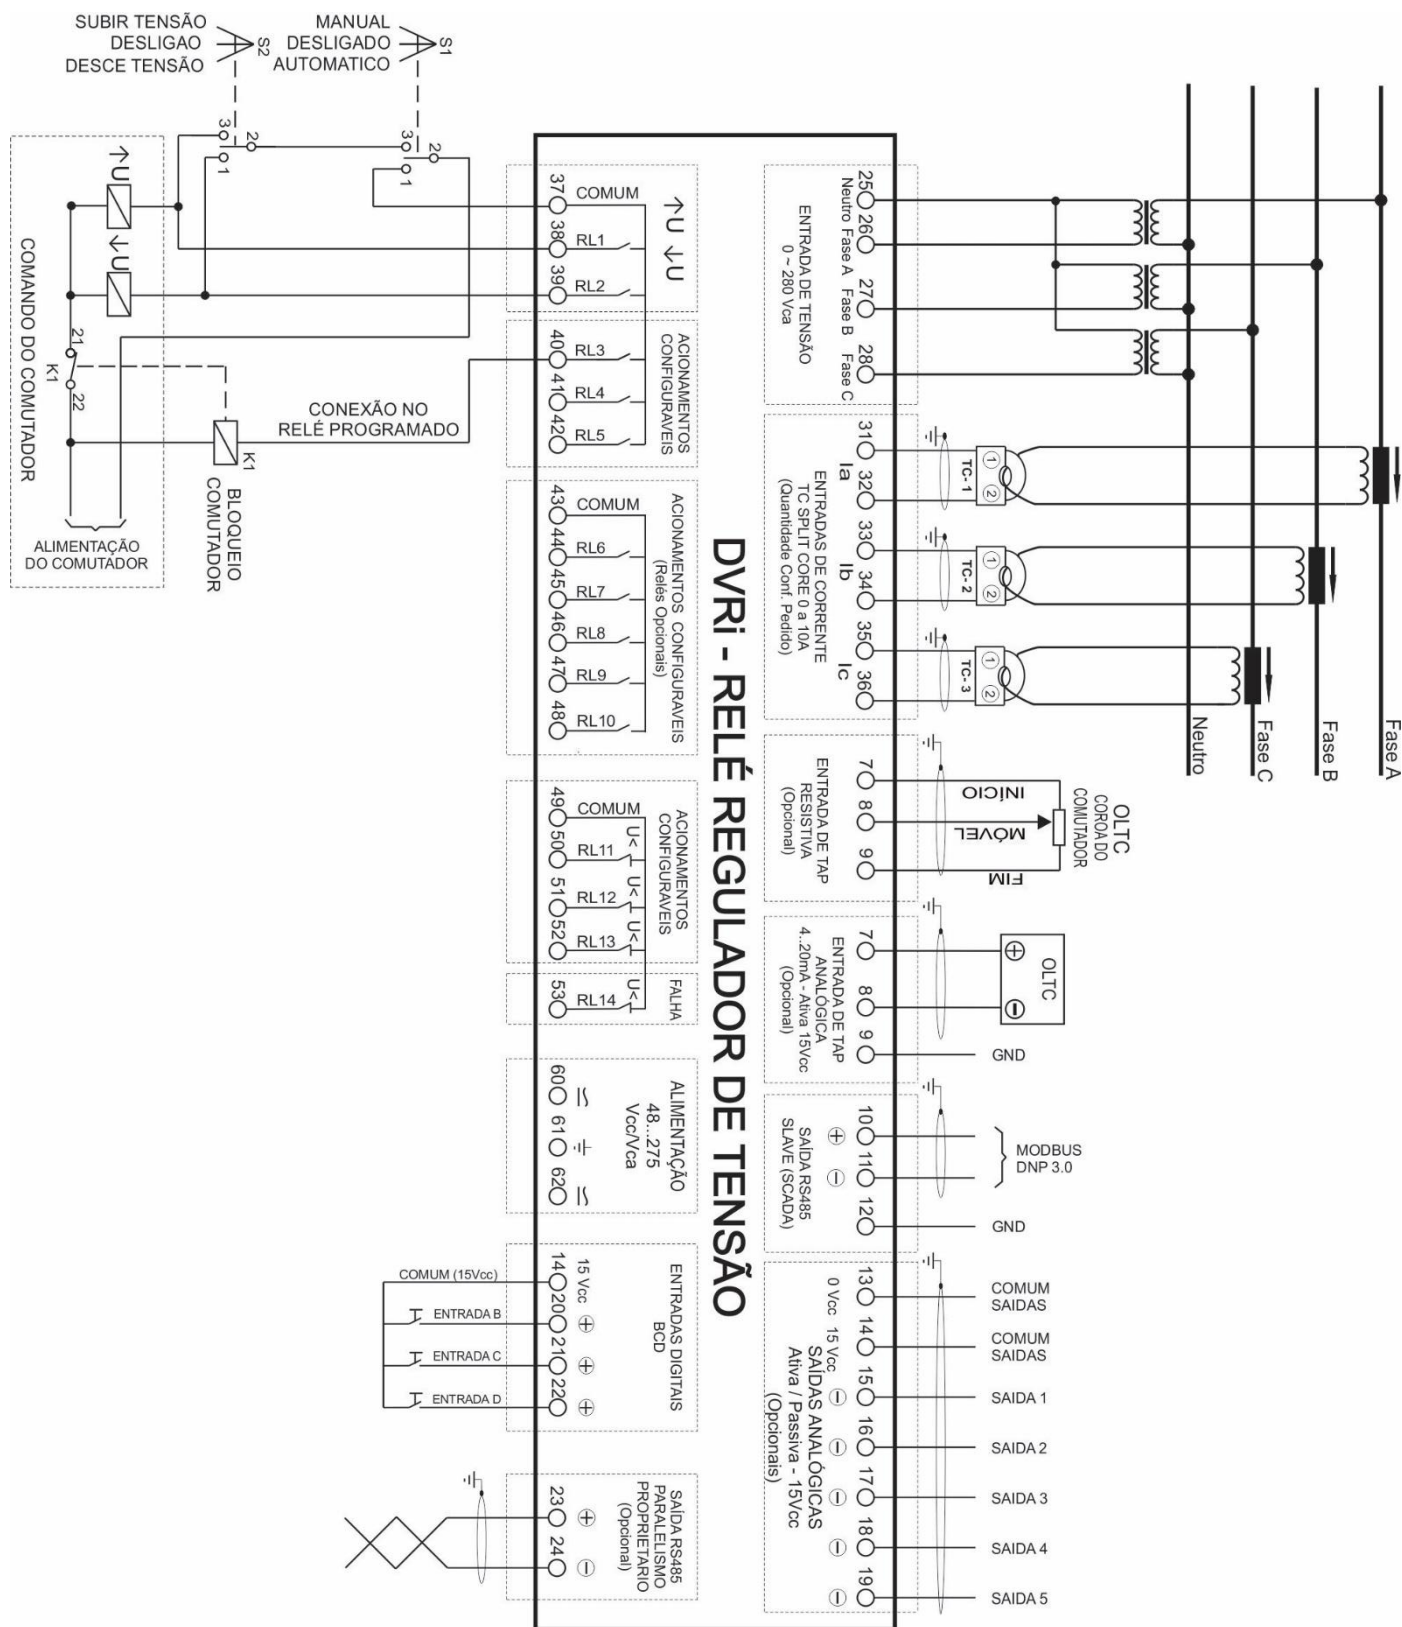 SUBIR TENSÃO
DESLIGAO
DESCE TENSÃO
S2
MANUAL
DESLIGADO
AUTOMATICO
S1
3
2
1
3
2
1
↑U
↓U
COMANDO DO COMUTADOR
21
K1
22
ALIMENTAÇÃO
DO COMUTADOR
K1
BLOQUEIO
COMUTADOR
CONEXÃO NO
RELÉ PROGRAMADO
37
COMUM
38
RL1
39
RL2
↑U ↓U
40
RL3
41
RL4
42
RL5
ACIONAMENTOS
CONFIGURAVEIS
43
COMUM
44
RL6
45
RL7
46
RL8
47
RL9
48
RL10
ACIONAMENTOS CONFIGURAVEIS
(Relés Opcionais)
49
COMUM
50
RL11
U<
51
RL12
U<
52
RL13
U<
ACIONAMENTOS
CONFIGURAVEIS
53
RL14
U<
FALHA
60
61
62
ALIMENTAÇÃO
48...275
Vcc/Vca
COMUM (15Vcc)
14
15 Vcc
ENTRADA B
20
+
ENTRADA C
21
+
ENTRADA D
22
+
ENTRADAS DIGITAIS
BCD
23
+
24
-
SAÍDA RS485
PARALELISMO
PROPRIETARIO
(Opcional)
DVRi - RELÉ REGULADOR DE TENSÃO
25
Neutro
26
Fase A
27
Fase B
28
Fase C
ENTRADA DE TENSÃO
0 ~ 280 Vca
31
Ia
32
33
Ib
34
35
Ic
36
ENTRADAS DE CORRENTE
TC SPLIT CORE 0 a 10A
(Quantidade Conf. Pedido)
TC-1
1
2
TC-2
1
2
TC-3
1
2
Neutro
Fase C
Fase B
Fase A
7
8
9
ENTRADA DE TAP
RESISTIVA
(Opcional)
INÍCIO
MÓVEL
FIM
OLTC
COROA DO
COMUTADOR
7
8
9
ENTRADA DE TAP
ANALÓGICA
4..20mA - Ativa 15Vcc
(Opcional)
+
-
OLTC
GND
10
+
11
-
12
SAÍDA RS485
SLAVE (SCADA)
MODBUS
DNP 3.0
GND
13
0 Vcc
14
15 Vcc
15
-
16
-
17
-
18
-
19
-
SAÍDAS ANALÓGICAS
Ativa / Passiva - 15Vcc
(Opcionais)
COMUM
SAIDAS
COMUM
SAIDAS
SAIDA 1
SAIDA 2
SAIDA 3
SAIDA 4
SAIDA 5